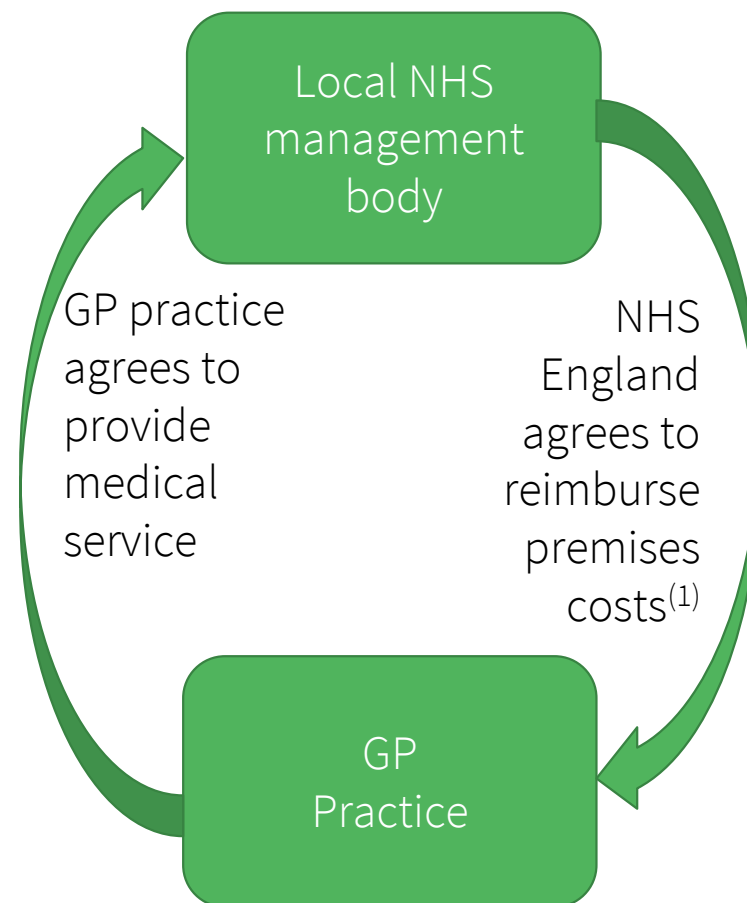 Local NHS
management
body
GP practice
agrees to
provide
medical
service
NHS
England
agrees to
reimburse
premises
costs(1)
GP
Practice